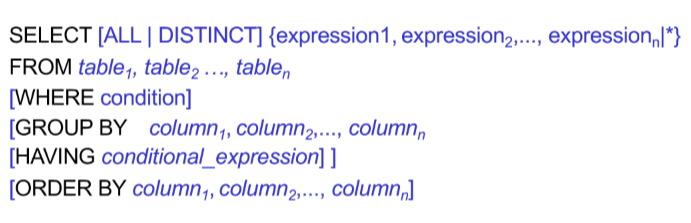 SELECT [ALL | DISTINCT] {expression1, expression₂,..., expressionₙ|*}
FROM table₁, table₂ ..., tableₙ
[WHERE condition]
[GROUP BY column₁, column₂,..., columnₙ
[HAVING conditional_expression] ]
[ORDER BY column₁, column₂,..., columnₙ]